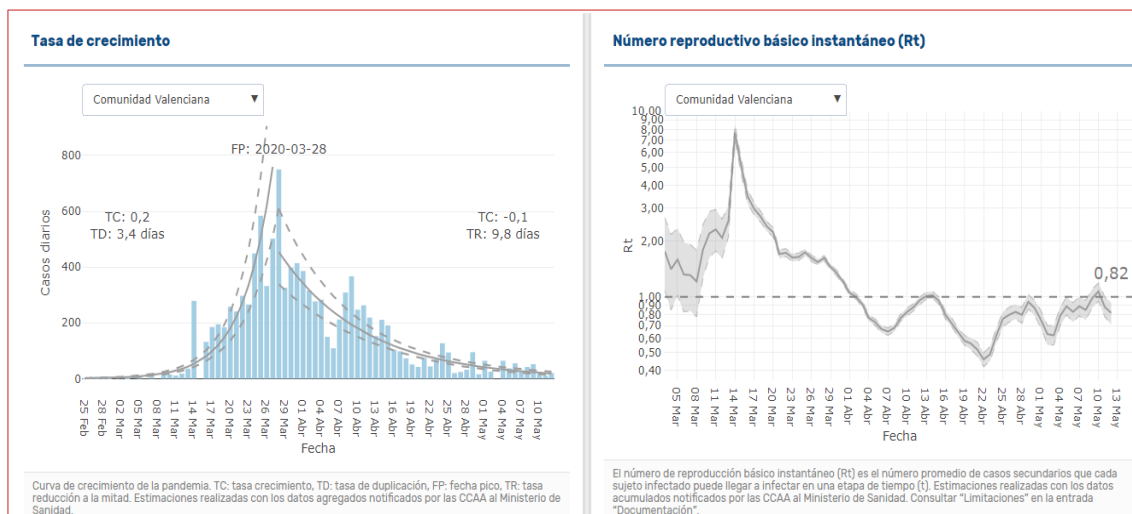 Tasa de crecimiento
Comunidad Valenciana ▼
FP: 2020-03-28
TC: 0,2
TD: 3,4 días
TC: -0,1
TR: 9,8 días
Casos diarios
800
600
400
200
0
25 Feb
28 Feb
02 Mar
05 Mar
08 Mar
11 Mar
14 Mar
17 Mar
20 Mar
23 Mar
26 Mar
29 Mar
01 Abr
04 Abr
07 Abr
10 Abr
13 Abr
16 Abr
19 Abr
22 Abr
25 Abr
28 Abr
01 May
04 May
07 May
10 May
Fecha
Curva de crecimiento de la pandemia. TC: tasa crecimiento, TD: tasa de duplicación, FP: fecha pico, TR: tasa
reducción a la mitad. Estimaciones realizadas con los datos agregados notificados por las CCAA al Ministerio de
Sanidad.
Número reproductivo básico instantáneo (Rt)
Comunidad Valenciana ▼
Rt
10,00
9,00
8,00
7,00
6,00
5,00
4,00
3,00
2,00
1,00
0,90
0,80
0,70
0,60
0,50
0,40
0,82
05 Mar
08 Mar
11 Mar
14 Mar
17 Mar
20 Mar
23 Mar
26 Mar
29 Mar
01 Abr
04 Abr
07 Abr
10 Abr
13 Abr
16 Abr
19 Abr
22 Abr
25 Abr
28 Abr
01 May
04 May
07 May
10 May
13 May
Fecha
El número de reproducción básico instantáneo (Rt) es el número promedio de casos secundarios que cada
sujeto infectado puede llegar a infectar en una etapa de tiempo (t). Estimaciones realizadas con los datos
acumulados notificados por las CCAA al Ministerio de Sanidad. Consultar "Limitaciones" en la entrada
"Documentación".